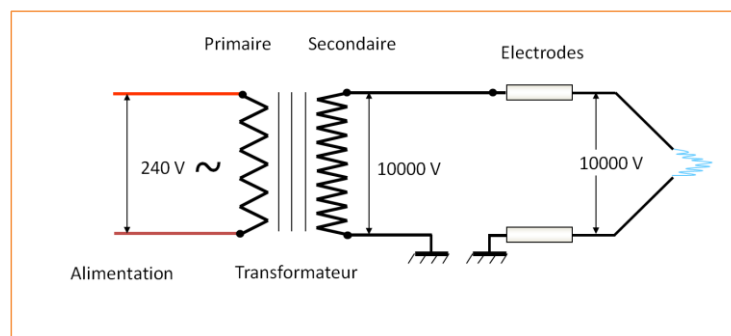 Primaire
Secondaire
Electrodes
240 V ~
10000 V
10000 V
Alimentation
Transformateur